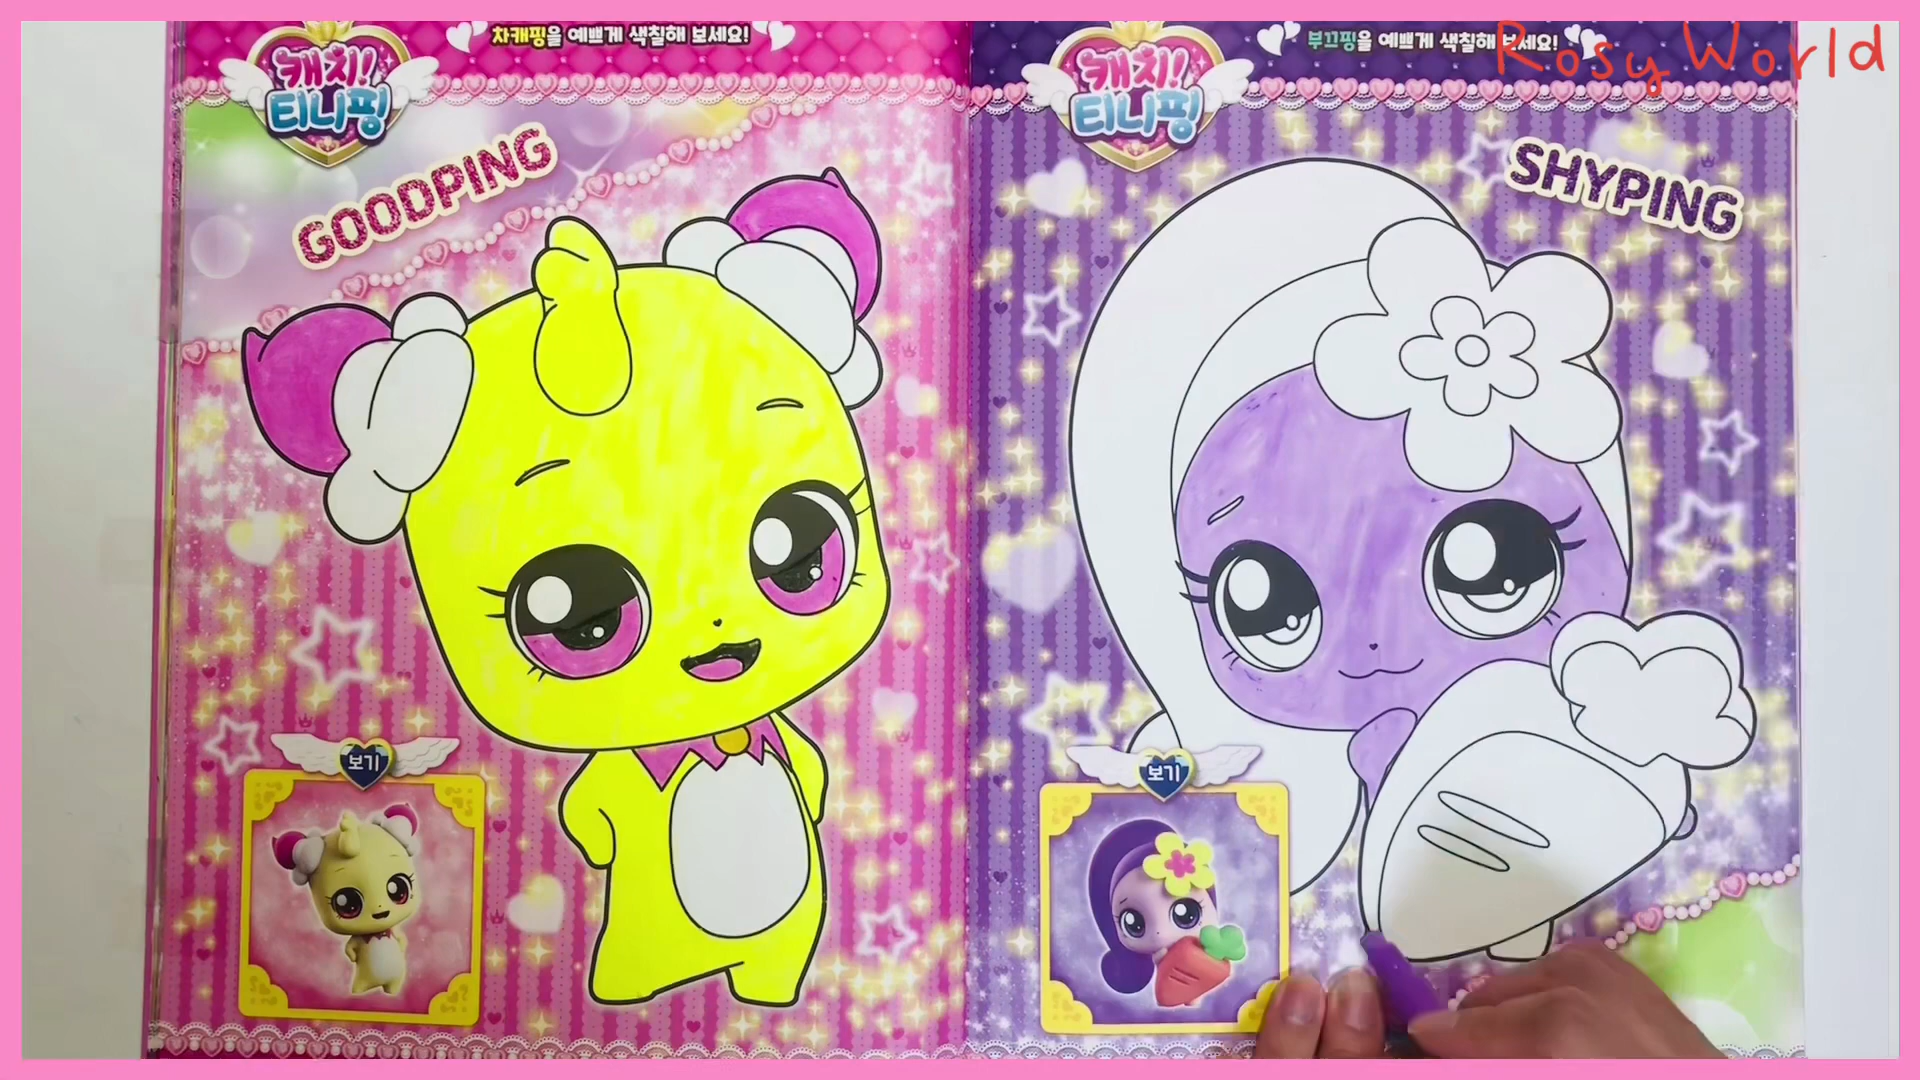 차캐핑을 예쁘게 색칠해 보세요!
캐치!
티니핑
GOODPING
보기
부끄핑을 예쁘게 색칠해 보세요!
Rosy World
캐치!
티니핑
SHYPING
보기